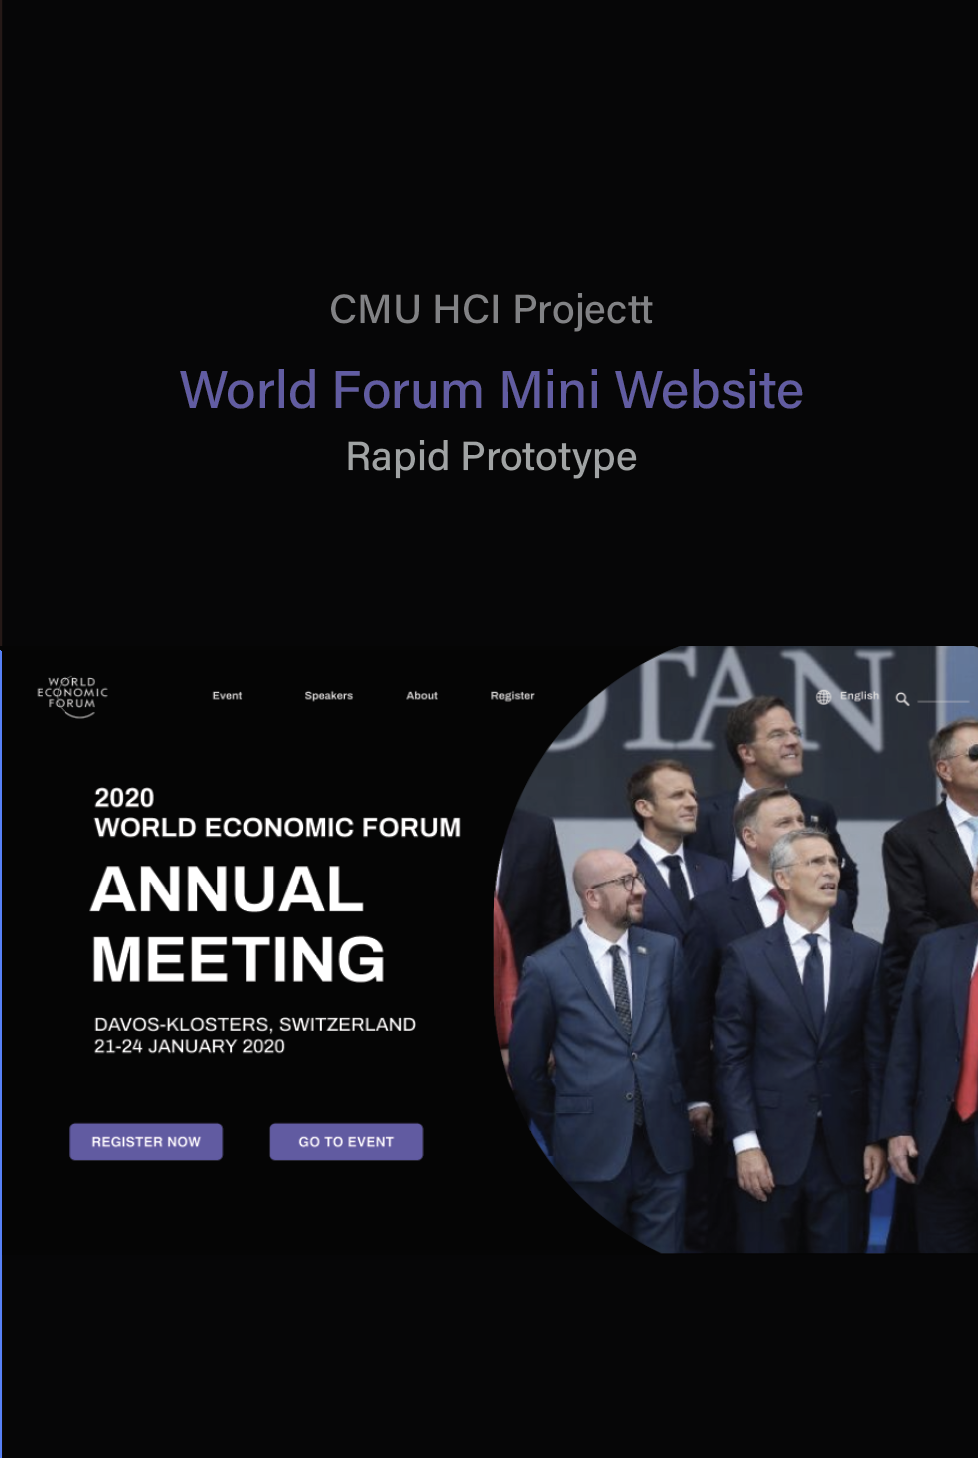 CMU HCI Projectt
World Forum Mini Website
Rapid Prototype
WORLD
ECONOMIC
FORUM
Event Speakers About Register English
2020
WORLD ECONOMIC FORUM
ANNUAL
MEETING
DAVOS-KLOSTERS, SWITZERLAND
21-24 JANUARY 2020
REGISTER NOW GO TO EVENT